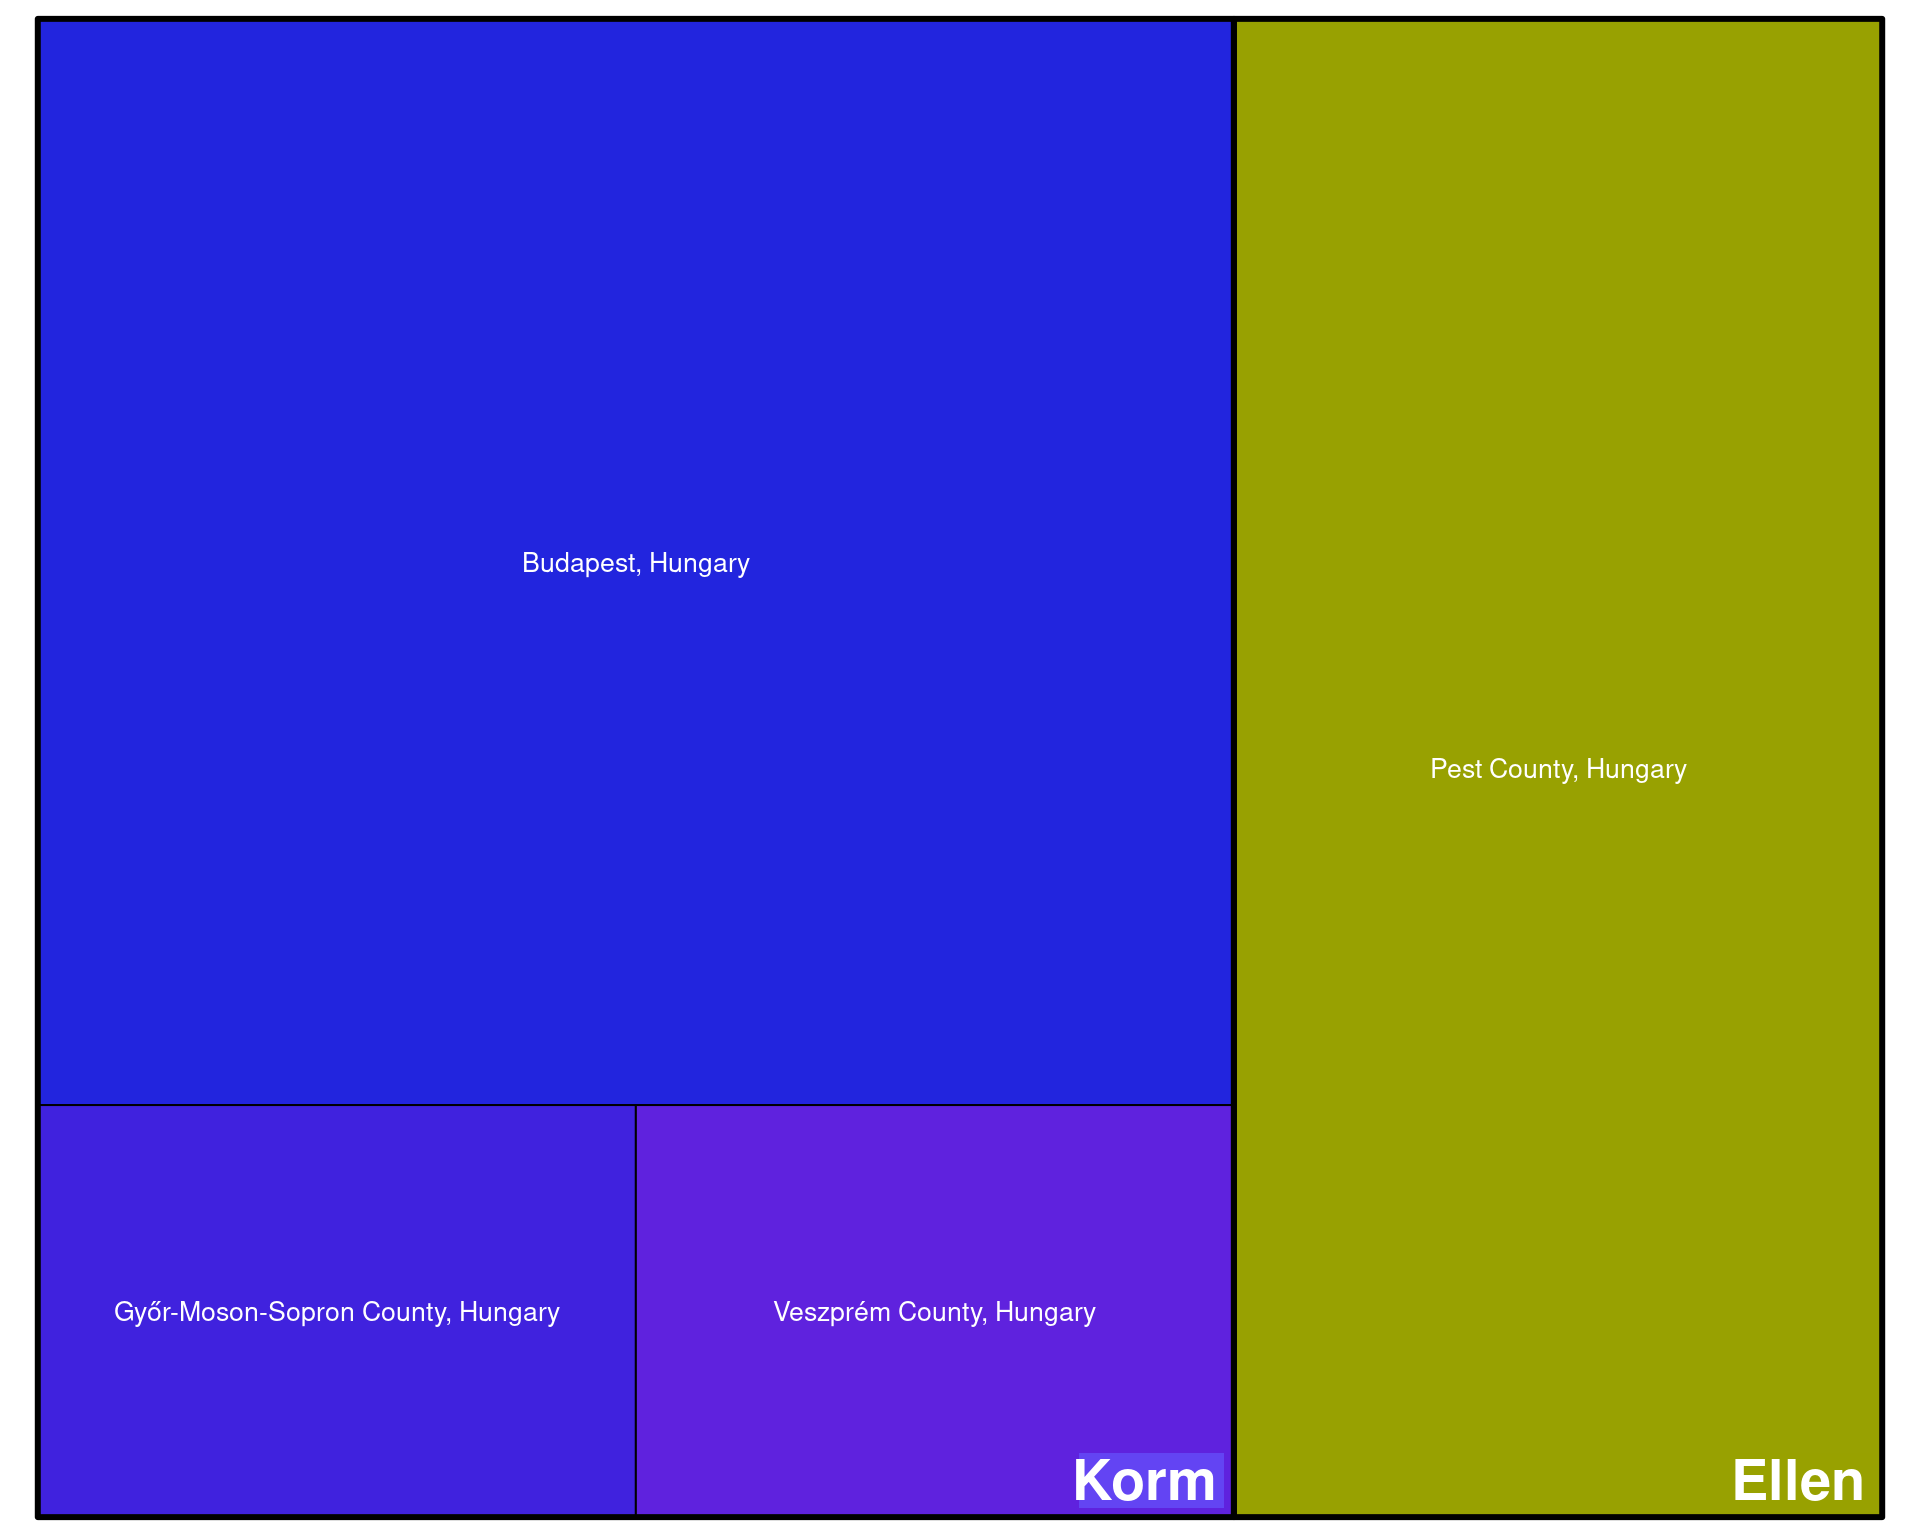 Budapest, Hungary
Pest County, Hungary
Győr-Moson-Sopron County, Hungary
Veszprém County, Hungary
Korm
Ellen